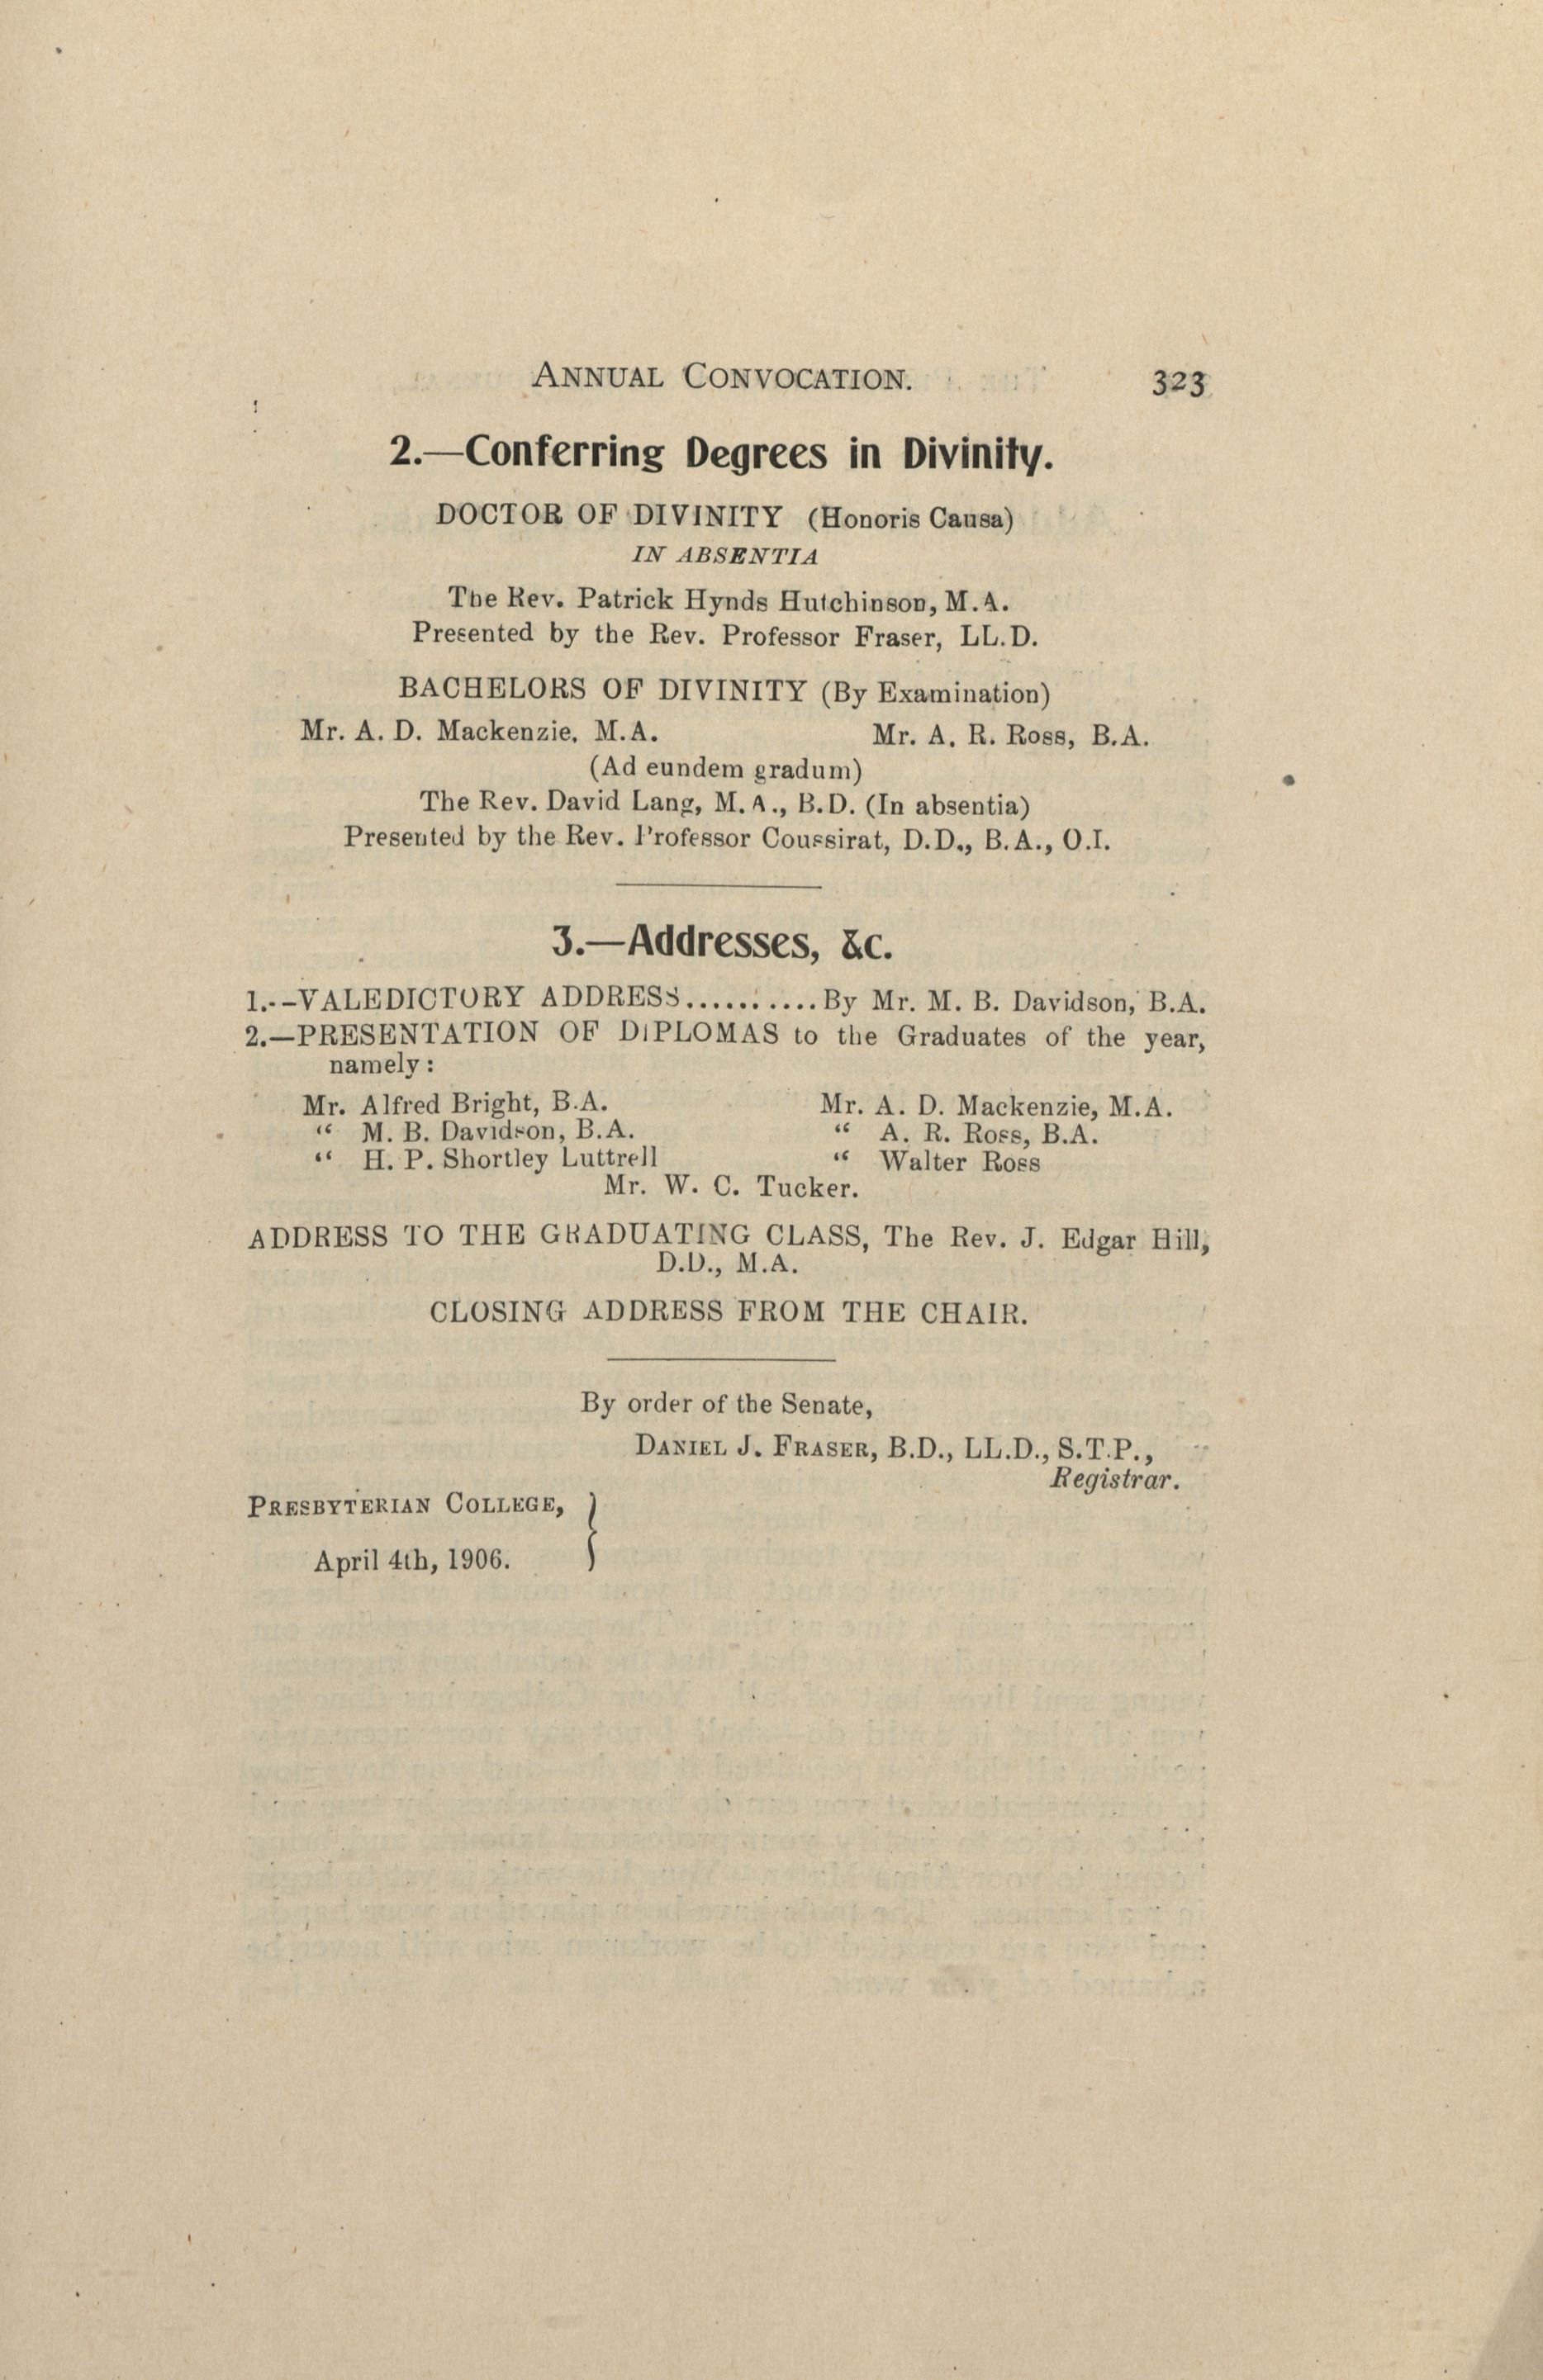 ANNUAL CONVOCATION. 323
2.—Conferring Degrees in Divinity.
DOCTOR OF DIVINITY (Honoris Causa)
IN ABSENTIA
The Rev. Patrick Hynds Hutchinson, M.A.
Presented by the Rev. Professor Fraser, LL.D.
BACHELORS OF DIVINITY (By Examination)
Mr. A. D. Mackenzie, M.A. Mr. A. R. Ross, B.A.
(Ad eundem gradum)
The Rev. David Lang, M.A., B.D. (In absentia)
Presented by the Rev. Professor Coussirat, D.D., B.A., O.I.
3.—Addresses, &c.
1.--VALEDICTORY ADDRESS..........By Mr. M. B. Davidson, B.A.
2.—PRESENTATION OF DIPLOMAS to the Graduates of the year,
namely:
Mr. Alfred Bright, B.A. Mr. A. D. Mackenzie, M.A.
“ M. B. Davidson, B.A. “ A. R. Ross, B.A.
“ H. P. Shortley Luttrell “ Walter Ross
Mr. W. C. Tucker.
ADDRESS TO THE GRADUATING CLASS, The Rev. J. Edgar Hill,
D.D., M.A.
CLOSING ADDRESS FROM THE CHAIR.
By order of the Senate,
DANIEL J. FRASER, B.D., LL.D., S.T.P.,
Registrar.
PRESBYTERIAN COLLEGE,
April 4th, 1906.